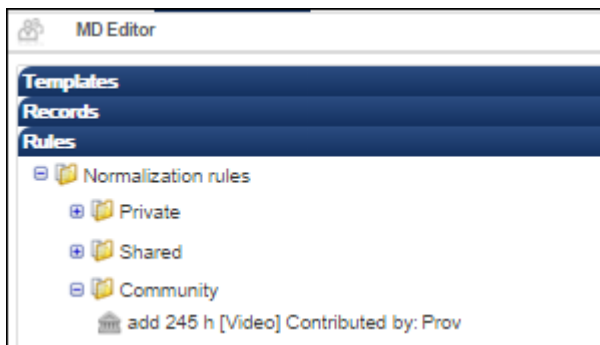 MD Editor
Templates
Records
Rules
Normalization rules
Private
Shared
Community
add 245 h [Video] Contributed by: Prov